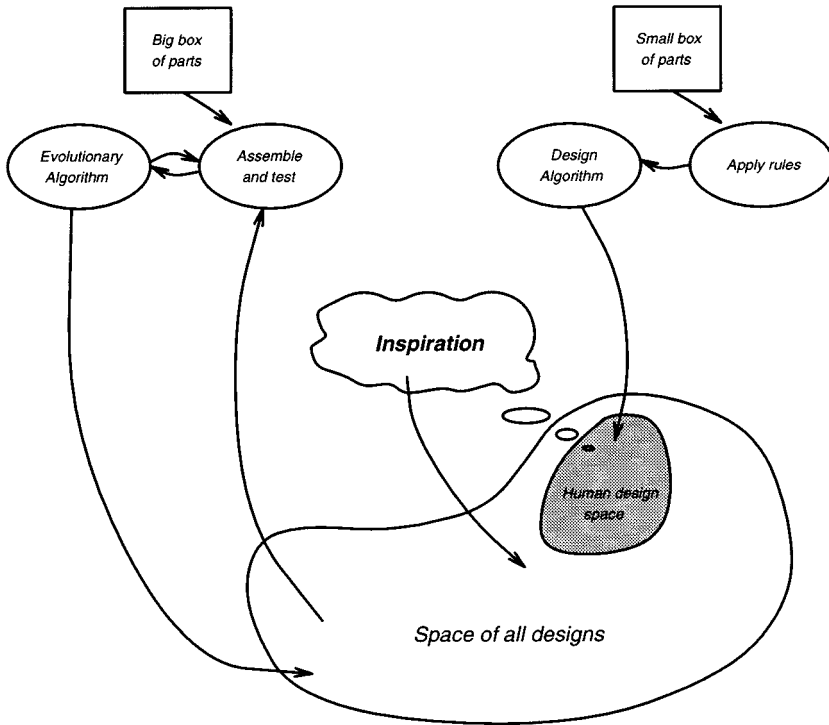 Big box
of parts
Small box
of parts
Evolutionary
Algorithm
Assemble
and test
Design
Algorithm
Apply rules
Inspiration
Human design
space
Space of all designs